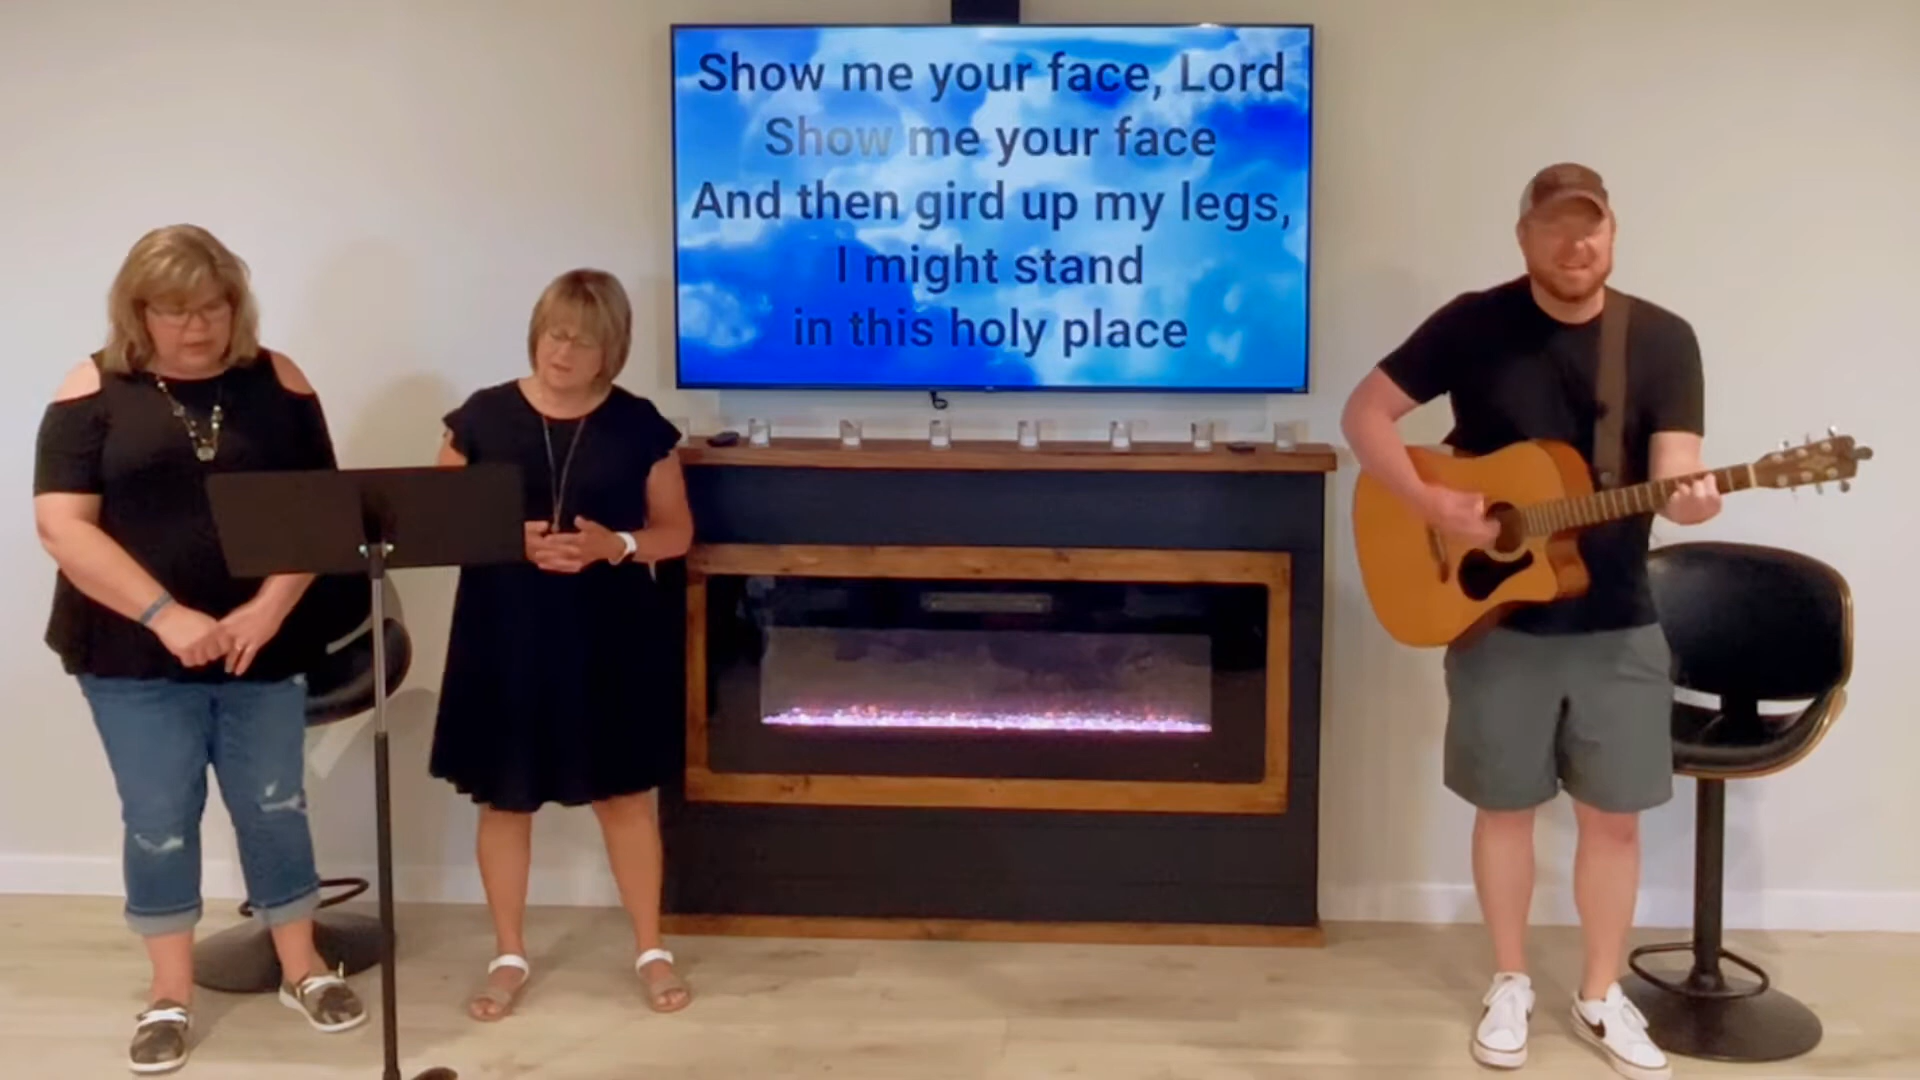 Show me your face, Lord
Show me your face
And then gird up my legs,
I might stand
in this holy place